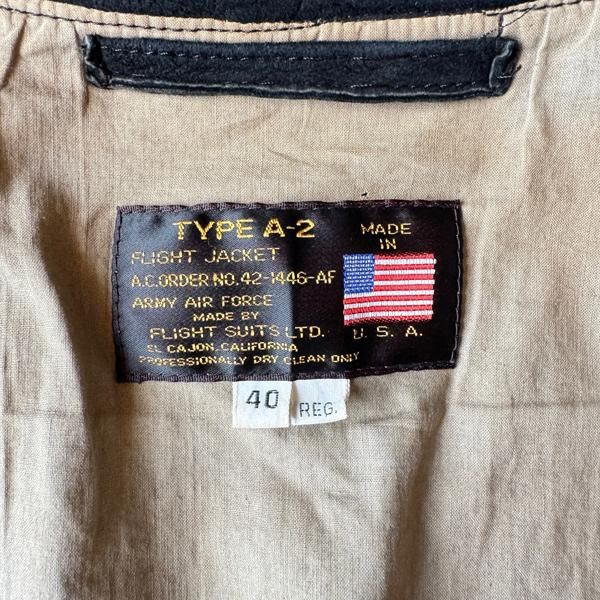 TYPE A-2
FLIGHT JACKET
A.C.ORDER NO.42-1446-AF
ARMY AIR FORCE
MADE BY
FLIGHT SUITS LTD.
EL CAJON, CALIFORNIA
PROFESSIONALLY DRY CLEAN ONLY
MADE
IN
U. S. A.
40
REG.